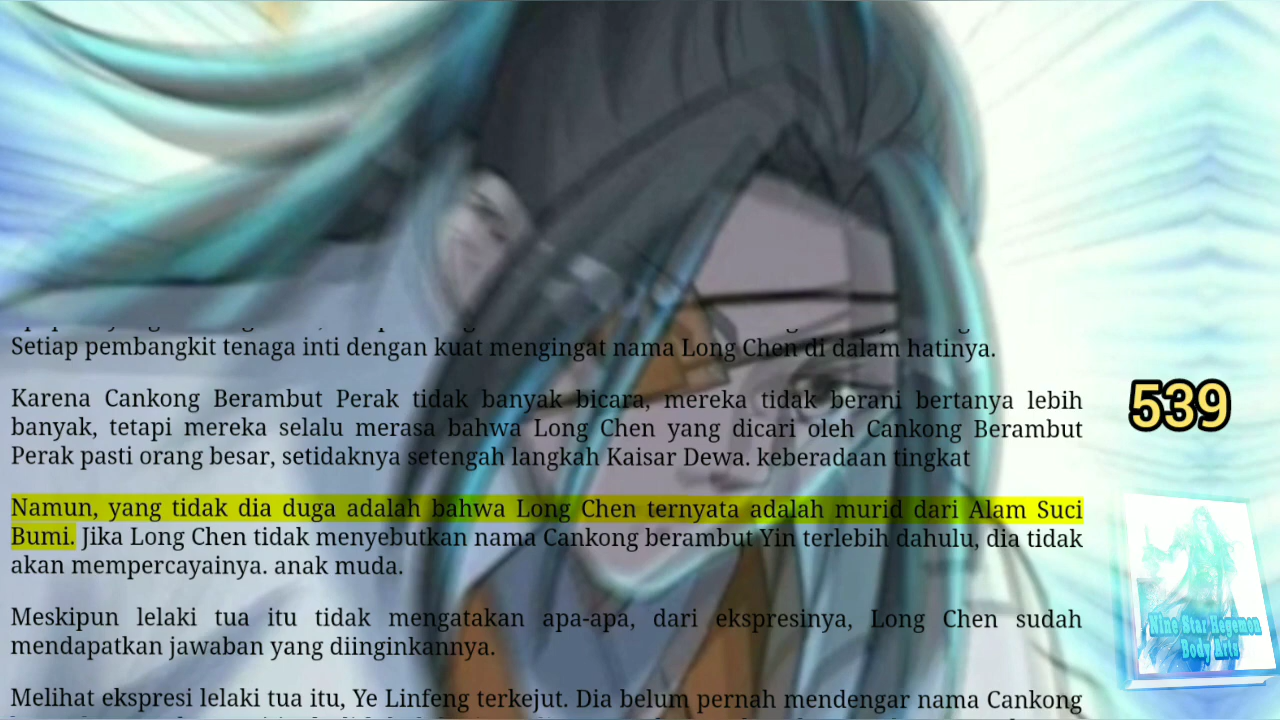 Setiap pembangkit tenaga inti dengan kuat mengingat nama Long Chen di dalam hatinya.
Karena Cankong Berambut Perak tidak banyak bicara, mereka tidak berani bertanya lebih
banyak, tetapi mereka selalu merasa bahwa Long Chen yang dicari oleh Cankong Berambut
Perak pasti orang besar, setidaknya setengah langkah Kaisar Dewa. keberadaan tingkat
Namun, yang tidak dia duga adalah bahwa Long Chen ternyata adalah murid dari Alam Suci
Bumi. Jika Long Chen tidak menyebutkan nama Cankong berambut Yin terlebih dahulu, dia tidak
akan mempercayainya. anak muda.
Meskipun lelaki tua itu tidak mengatakan apa-apa, dari ekspresinya, Long Chen sudah
mendapatkan jawaban yang diinginkannya.
Melihat ekspresi lelaki tua itu, Ye Linfeng terkejut. Dia belum pernah mendengar nama Cankong
539
Nine Star Hegemon
Body Arts